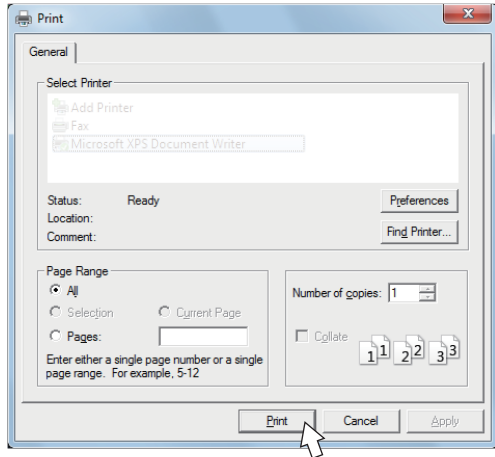 Print
X
General
Select Printer
Add Printer
Fax
Microsoft XPS Document Writer
Status: Ready
Preferences
Location:
Comment:
Find Printer...
Page Range
All
Selection Current Page
Pages:
Enter either a single page number or a single
page range. For example, 5-12
Number of copies: 1
Collate
1 1 2 2 3 3
Print Cancel Apply